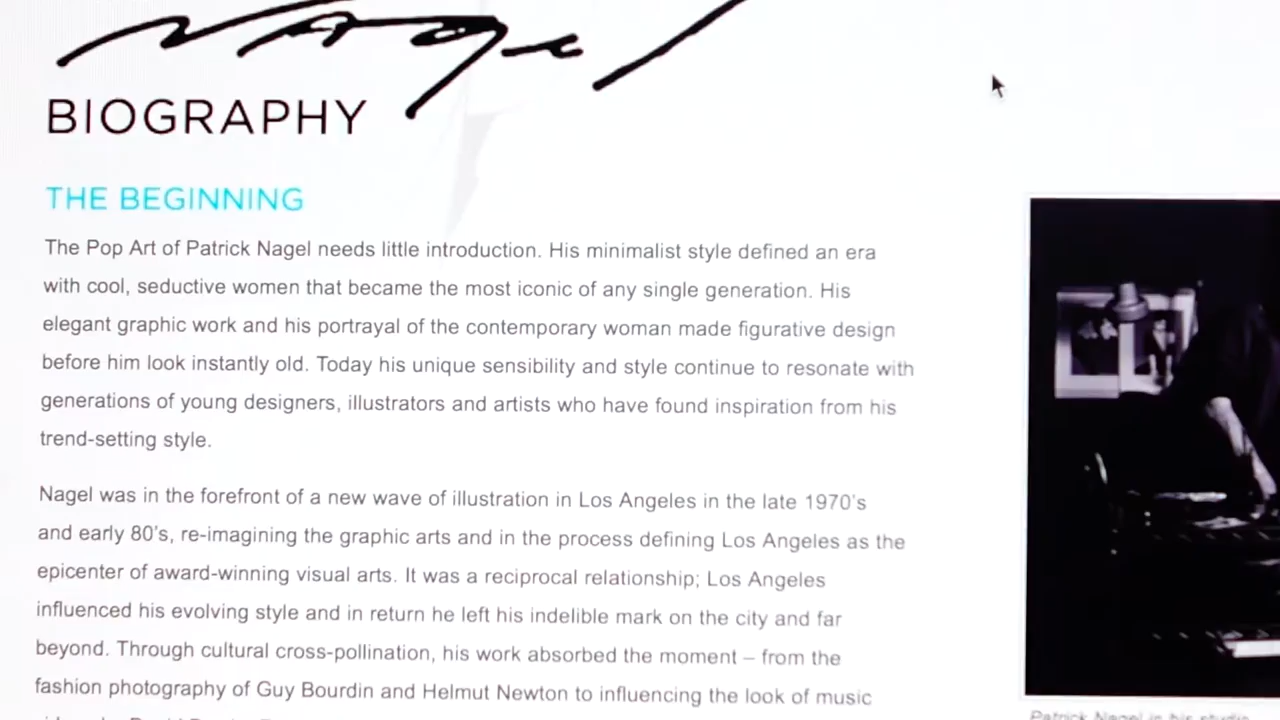 Nagel
BIOGRAPHY
THE BEGINNING
The Pop Art of Patrick Nagel needs little introduction. His minimalist style defined an era
with cool, seductive women that became the most iconic of any single generation. His
elegant graphic work and his portrayal of the contemporary woman made figurative design
before him look instantly old. Today his unique sensibility and style continue to resonate with
generations of young designers, illustrators and artists who have found inspiration from his
trend-setting style.
Nagel was in the forefront of a new wave of illustration in Los Angeles in the late 1970's
and early 80's, re-imagining the graphic arts and in the process defining Los Angeles as the
epicenter of award-winning visual arts. It was a reciprocal relationship; Los Angeles
influenced his evolving style and in return he left his indelible mark on the city and far
beyond. Through cultural cross-pollination, his work absorbed the moment – from the
fashion photography of Guy Bourdin and Helmut Newton to influencing the look of music
Patrick Nagel in his studio